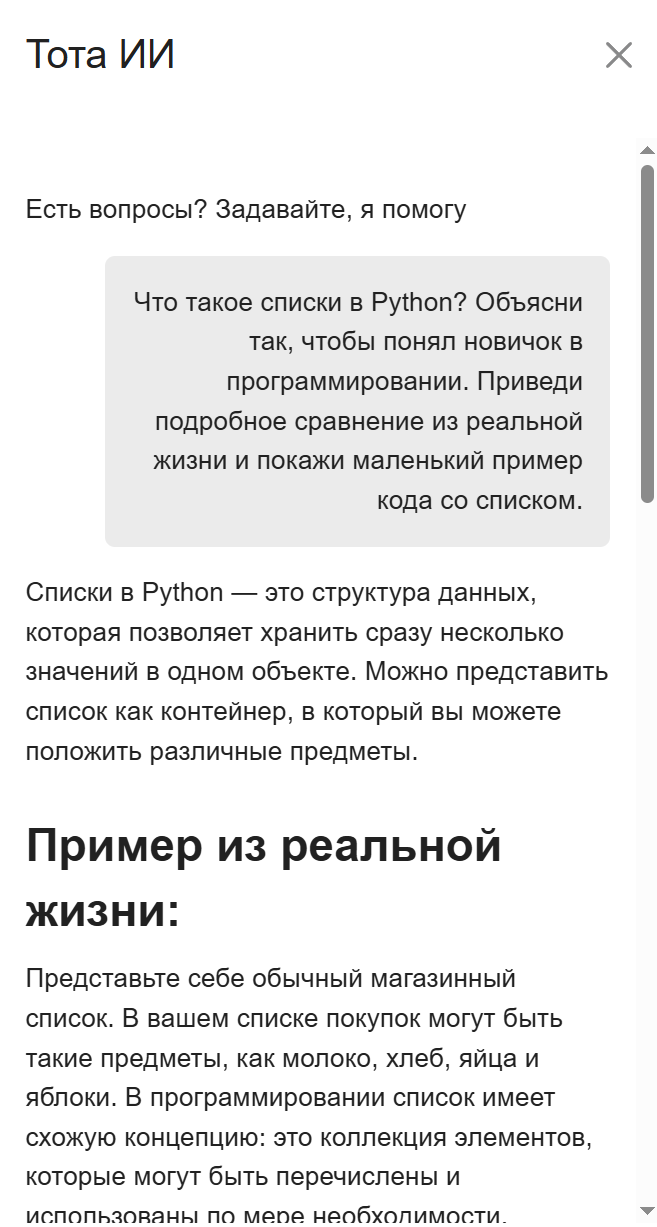 Тота ИИ
Есть вопросы? Задавайте, я помогу
Что такое списки в Python? Объясни
так, чтобы понял новичок в
программировании. Приведи
подробное сравнение из реальной
жизни и покажи маленький пример
кода со списком.
Списки в Python — это структура данных,
которая позволяет хранить сразу несколько
значений в одном объекте. Можно представить
список как контейнер, в который вы можете
положить различные предметы.
Пример из реальной
жизни:
Представьте себе обычный магазинный
список. В вашем списке покупок могут быть
такие предметы, как молоко, хлеб, яйца и
яблоки. В программировании список имеет
схожую концепцию: это коллекция элементов,
которые могут быть перечислены и
использованы по мере необходимости.